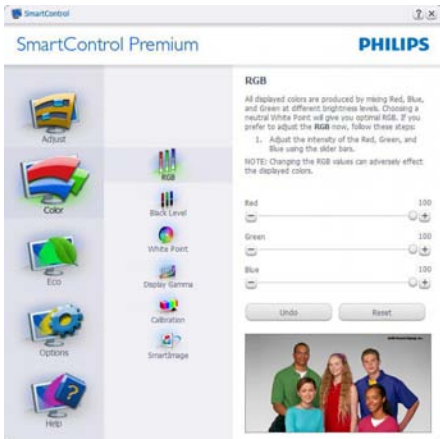 SmartControl
SmartControl Premium
PHILIPS
Adjust
Color
Eco
Options
Help
RGB
Black Level
White Point
Display Gamma
Calibration
SmartImage
RGB
All displayed colors are produced by mixing Red, Blue,
and Green at different brightness levels. Choosing a
neutral White Point will give you optimal RGB. If you
prefer to adjust the RGB now, follow these steps:
1. Adjust the intensity of the Red, Green, and
Blue using the slider bars.
NOTE: Changing the RGB values can adversely effect
the displayed colors.
Red 100
Green 100
Blue 100
Undo Reset